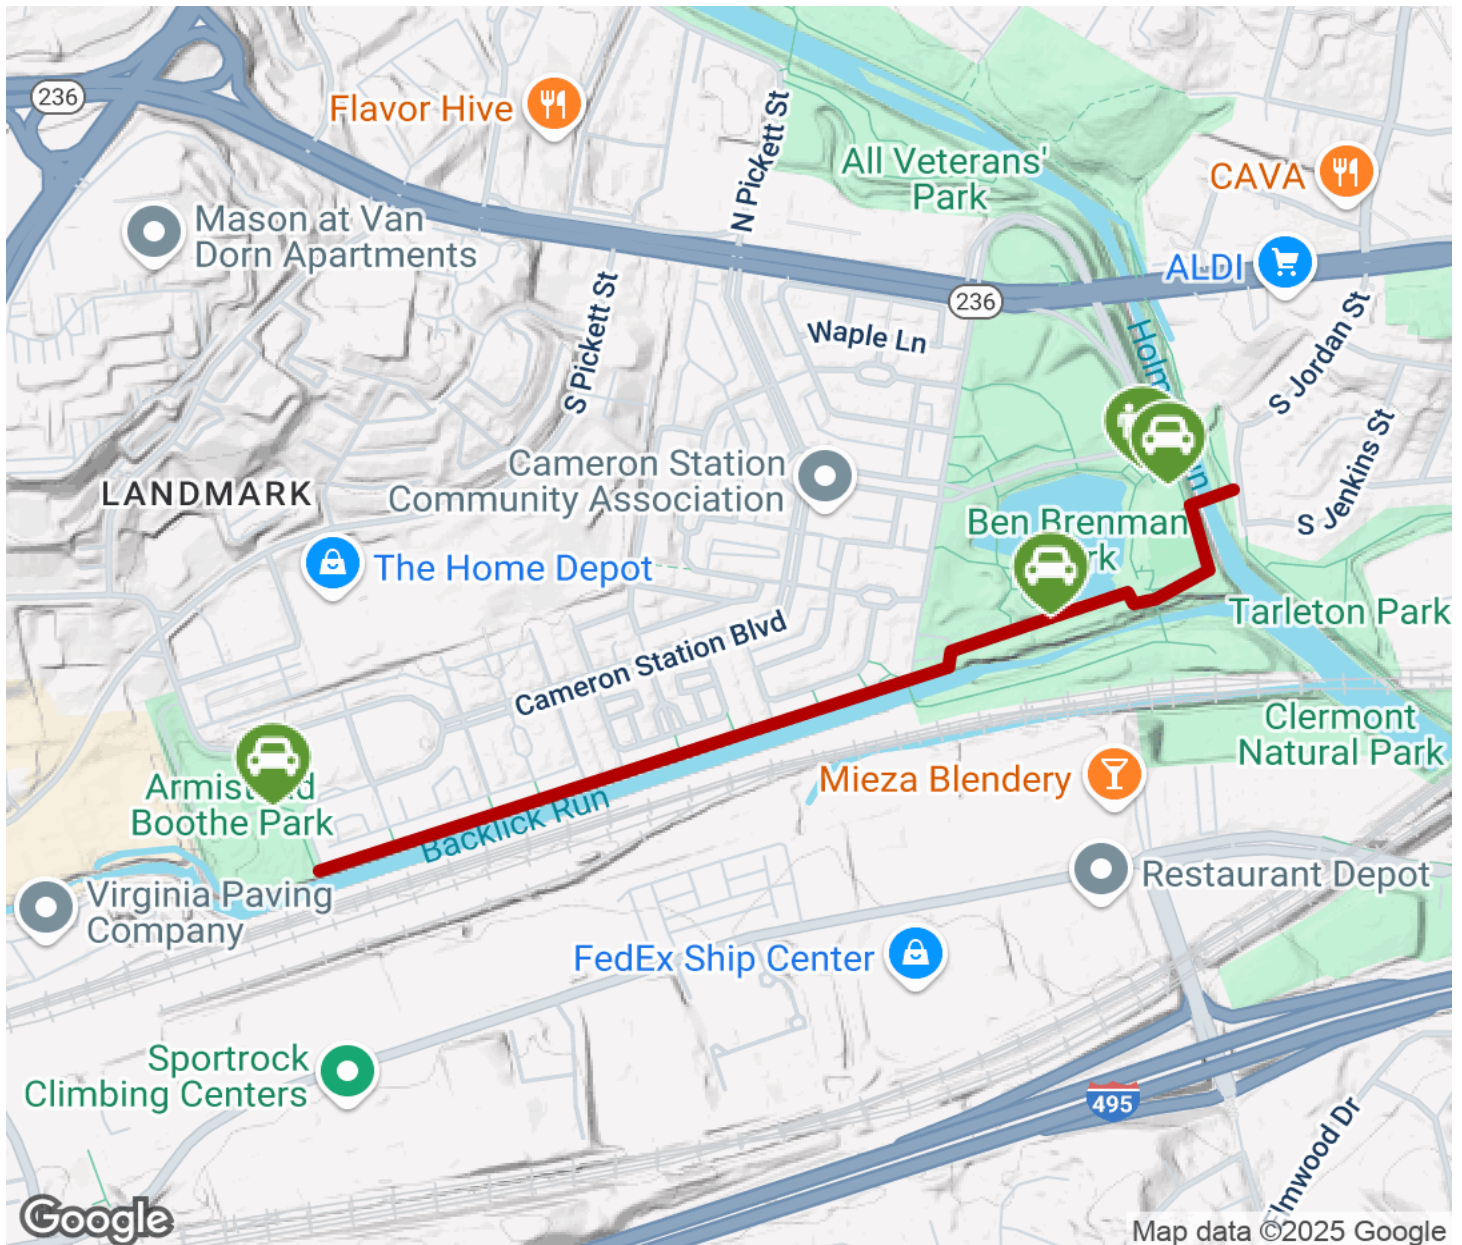 236
Flavor Hive
N Pickett St
All Veterans'
Park
CAVA
Mason at Van
Dorn Apartments
ALDI
236
S Pickett St
Waple Ln
S Jordan St
Cameron Station
Community Association
LANDMARK
S Jenkins St
Ben Brenman
The Home Depot
Tarleton Park
Cameron Station Blvd
Clermont
Natural Park
Mieza Blendery
Boothe Park
Backlick Run
Restaurant Depot
Virginia Paving
Company
FedEx Ship Center
Sportrock
Climbing Centers
495
Google
Map data ©2025 Google